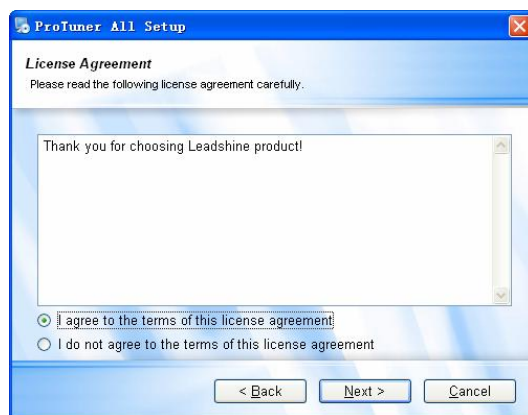 ProTuner All Setup
License Agreement
Please read the following license agreement carefully.
Thank you for choosing Leadshine product!
I agree to the terms of this license agreement
I do not agree to the terms of this license agreement
< Back
Next >
Cancel